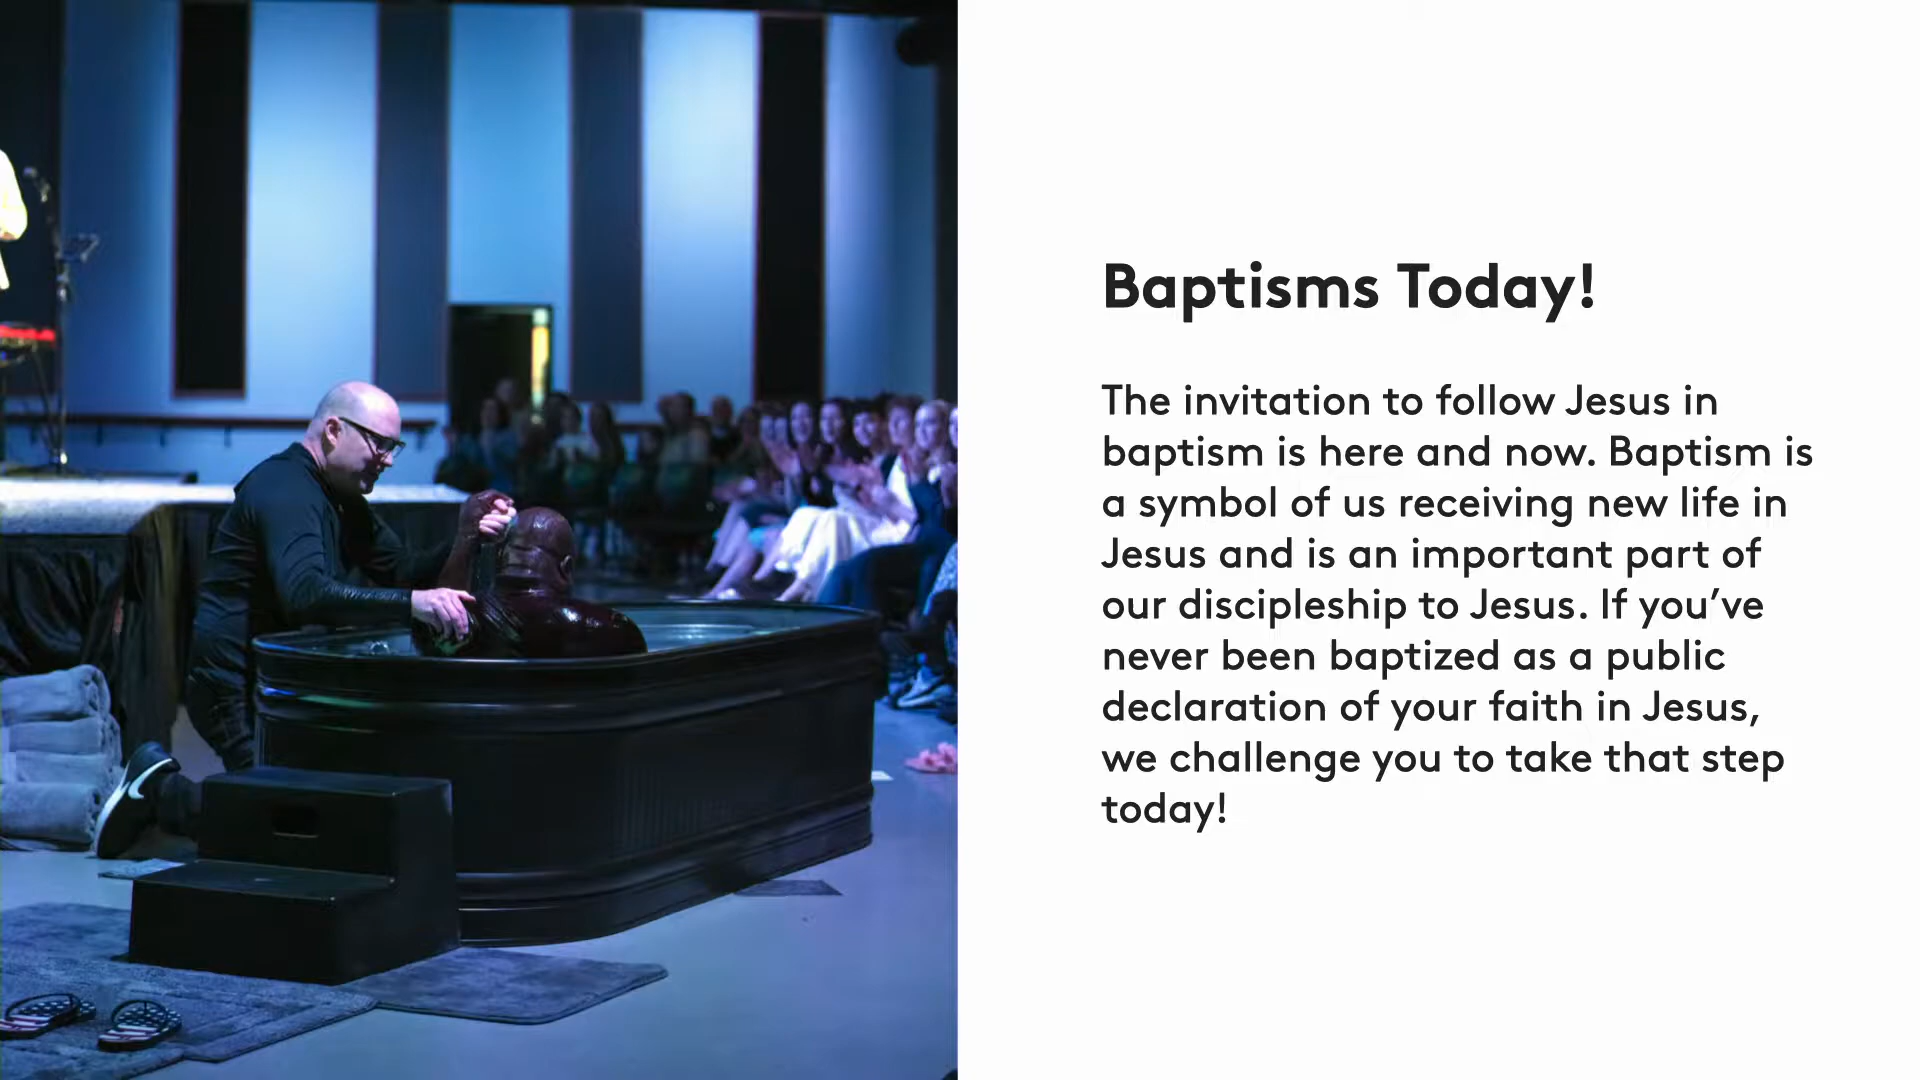 Baptisms Today!
The invitation to follow Jesus in
baptism is here and now. Baptism is
a symbol of us receiving new life in
Jesus and is an important part of
our discipleship to Jesus. If you’ve
never been baptized as a public
declaration of your faith in Jesus,
we challenge you to take that step
today!